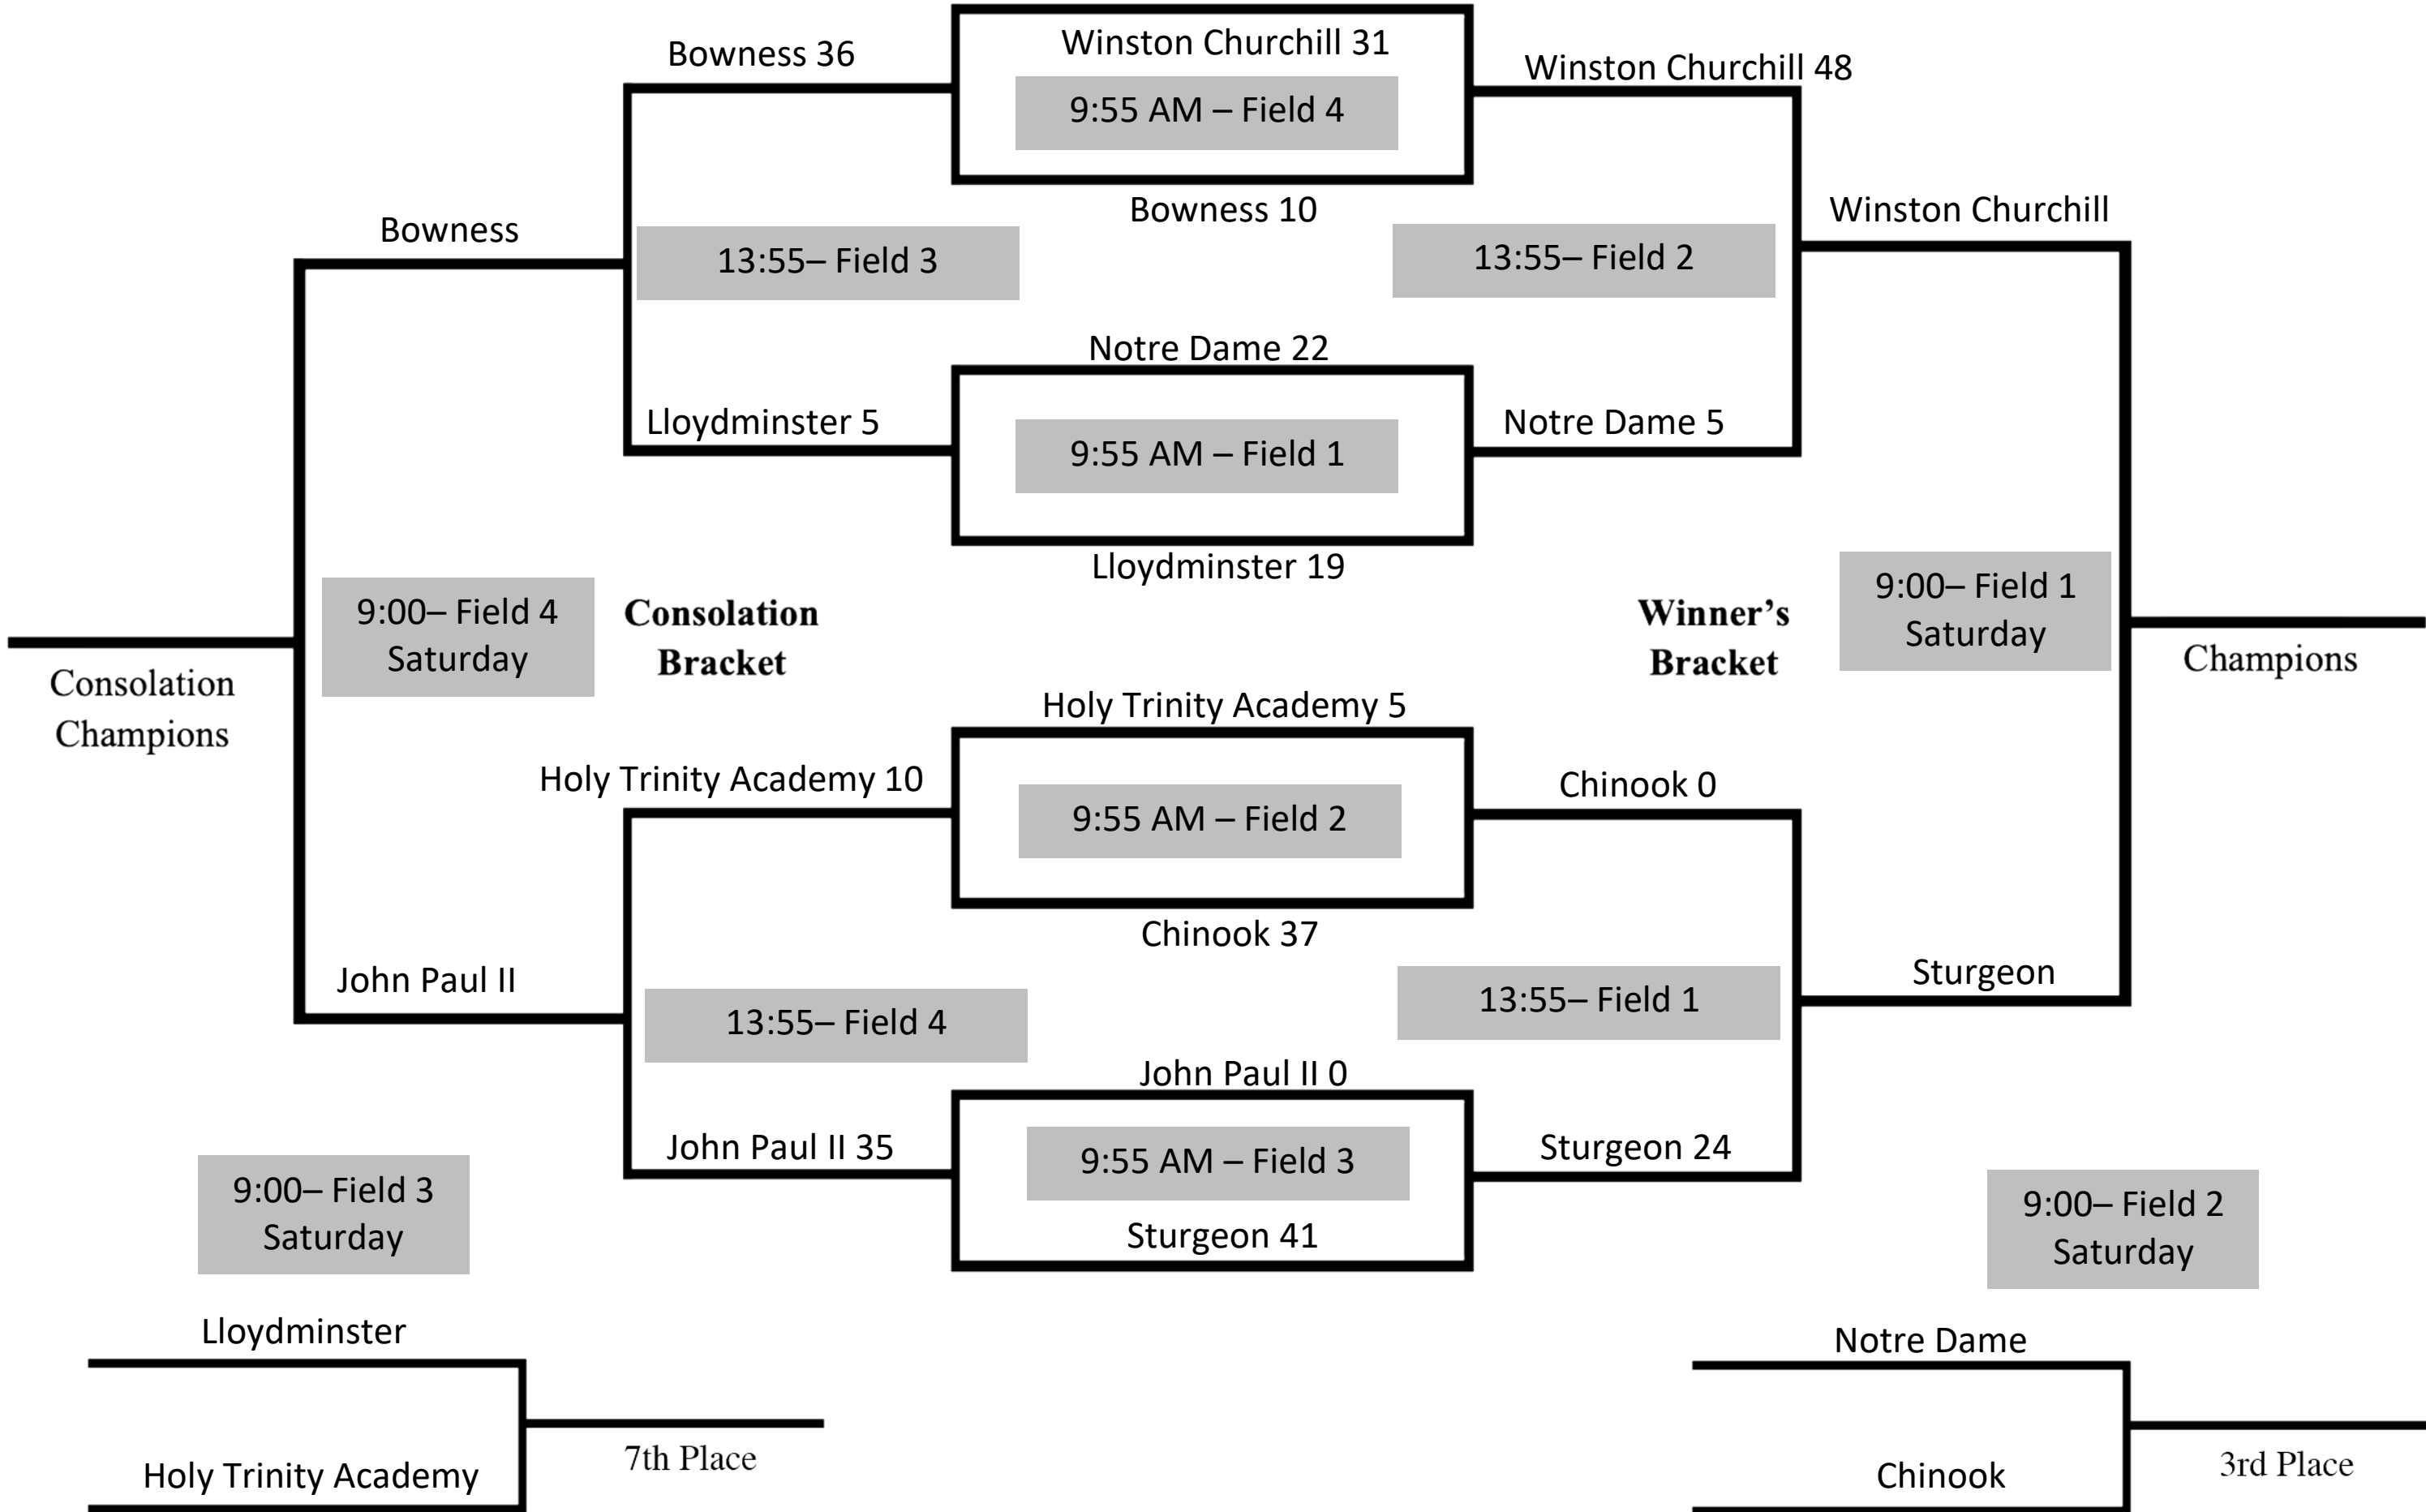 Winston Churchill 31
Bowness 36
Winston Churchill 48
9:55 AM – Field 4
Bowness 10
Winston Churchill
Bowness
13:55– Field 3
13:55– Field 2
Notre Dame 22
Lloydminster 5
Notre Dame 5
9:55 AM – Field 1
Lloydminster 19
9:00– Field 4
Saturday
Consolation
Bracket
Winner’s
Bracket
9:00– Field 1
Saturday
Consolation
Champions
Champions
Holy Trinity Academy 5
Holy Trinity Academy 10
Chinook 0
9:55 AM – Field 2
Chinook 37
John Paul II
Sturgeon
13:55– Field 4
13:55– Field 1
John Paul II 0
John Paul II 35
Sturgeon 24
9:55 AM – Field 3
Sturgeon 41
9:00– Field 3
Saturday
9:00– Field 2
Saturday
Lloydminster
Holy Trinity Academy
7th Place
Notre Dame
Chinook
3rd Place